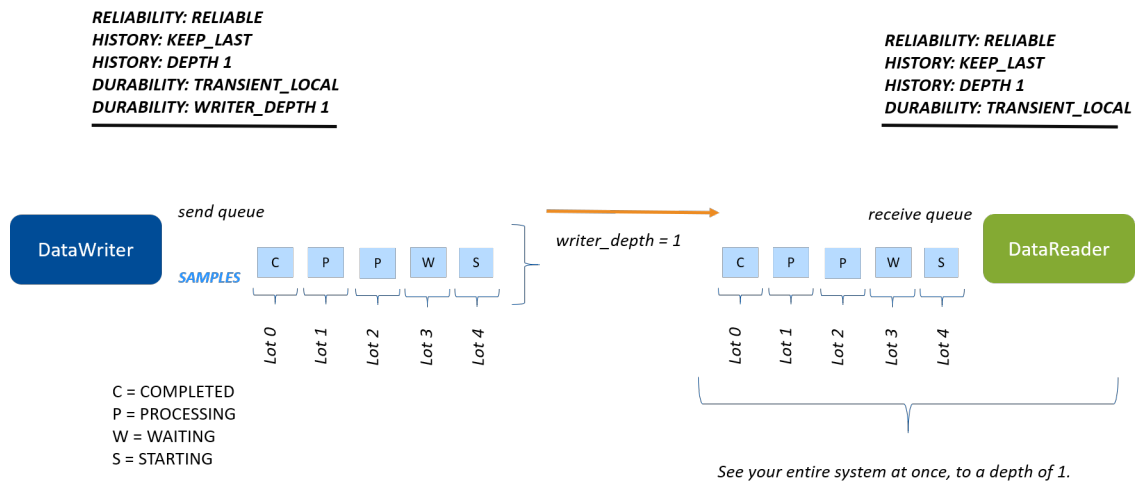 RELIABILITY: RELIABLE
HISTORY: KEEP_LAST
HISTORY: DEPTH 1
DURABILITY: TRANSIENT_LOCAL
DURABILITY: WRITER_DEPTH 1
RELIABILITY: RELIABLE
HISTORY: KEEP_LAST
HISTORY: DEPTH 1
DURABILITY: TRANSIENT_LOCAL
DataWriter
send queue
SAMPLES
C P P W S
Lot 0 Lot 1 Lot 2 Lot 3 Lot 4
writer_depth = 1
receive queue
DataReader
C P P W S
Lot 0 Lot 1 Lot 2 Lot 3 Lot 4
C = COMPLETED
P = PROCESSING
W = WAITING
S = STARTING
See your entire system at once, to a depth of 1.